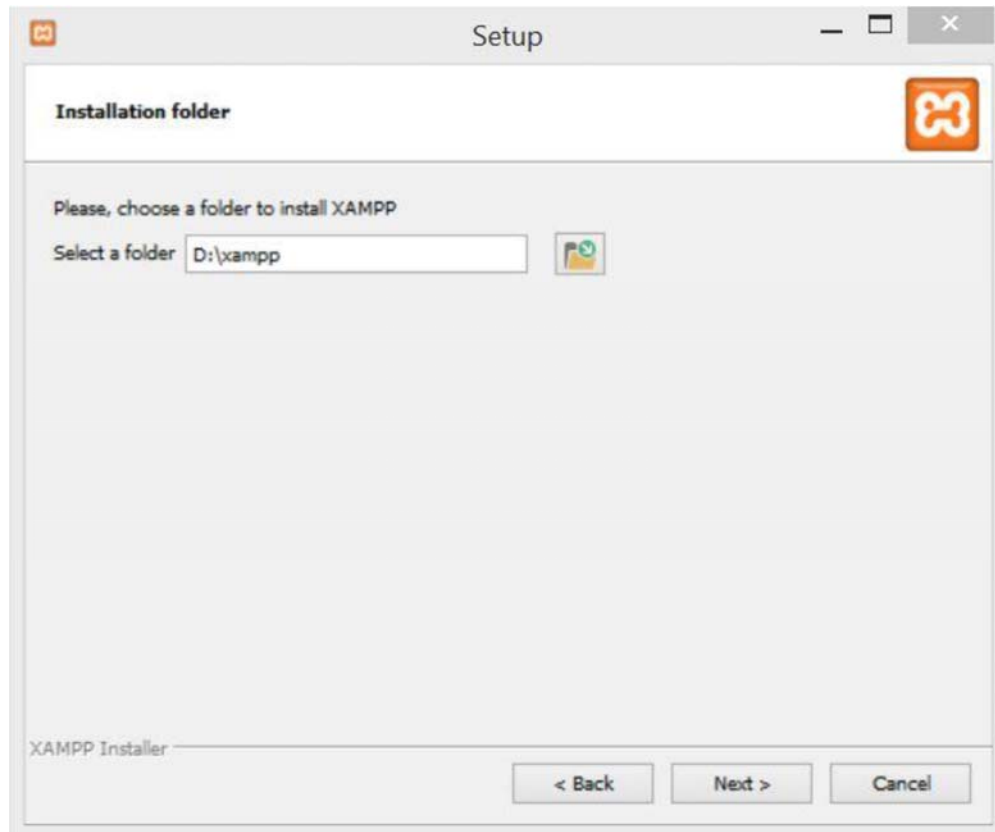 Setup
Installation folder
Please, choose a folder to install XAMPP
Select a folder D:\xampp
XAMPP Installer
< Back Next > Cancel